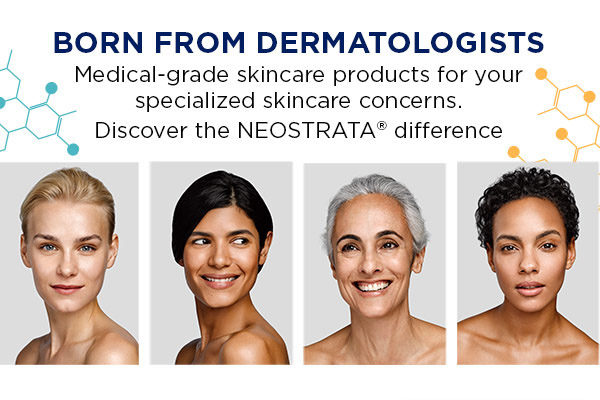 BORN FROM DERMATOLOGISTS
Medical-grade skincare products for your
specialized skincare concerns.
Discover the NEOSTRATA® difference